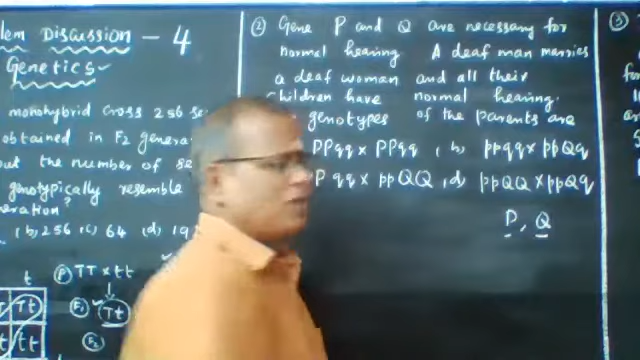 lem Discussion - 4
Genetics
monohybrid cross 256 se
obtained in F2 genera
out the number of se
genotypically resemble
eration?
(b) 256 (c) 64 (d) 19
t
P TT x tt
F1 Tt
F2
T Tt
tt tt
② Gene P and Q are necessary for
normal hearing. A deaf man marries
a deaf woman and all their
children have normal hearing.
genotypes of the parents are
PPqq x PPqq, b) ppqq x ppQq
Pqq x ppQQ, d) ppQQ x ppQq
P, Q
③